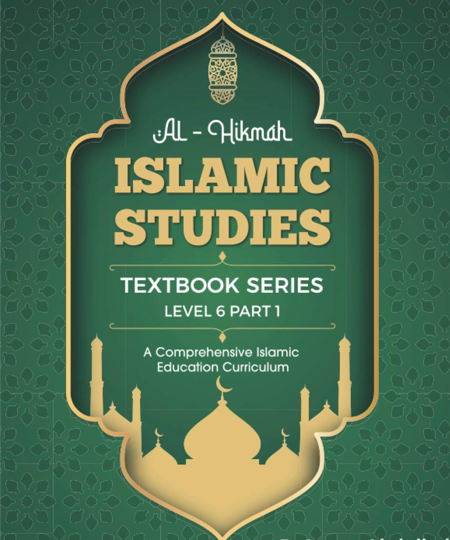 Al - Hikmah
ISLAMIC
STUDIES
TEXTBOOK SERIES
LEVEL 6 PART 1
A Comprehensive Islamic
Education Curriculum